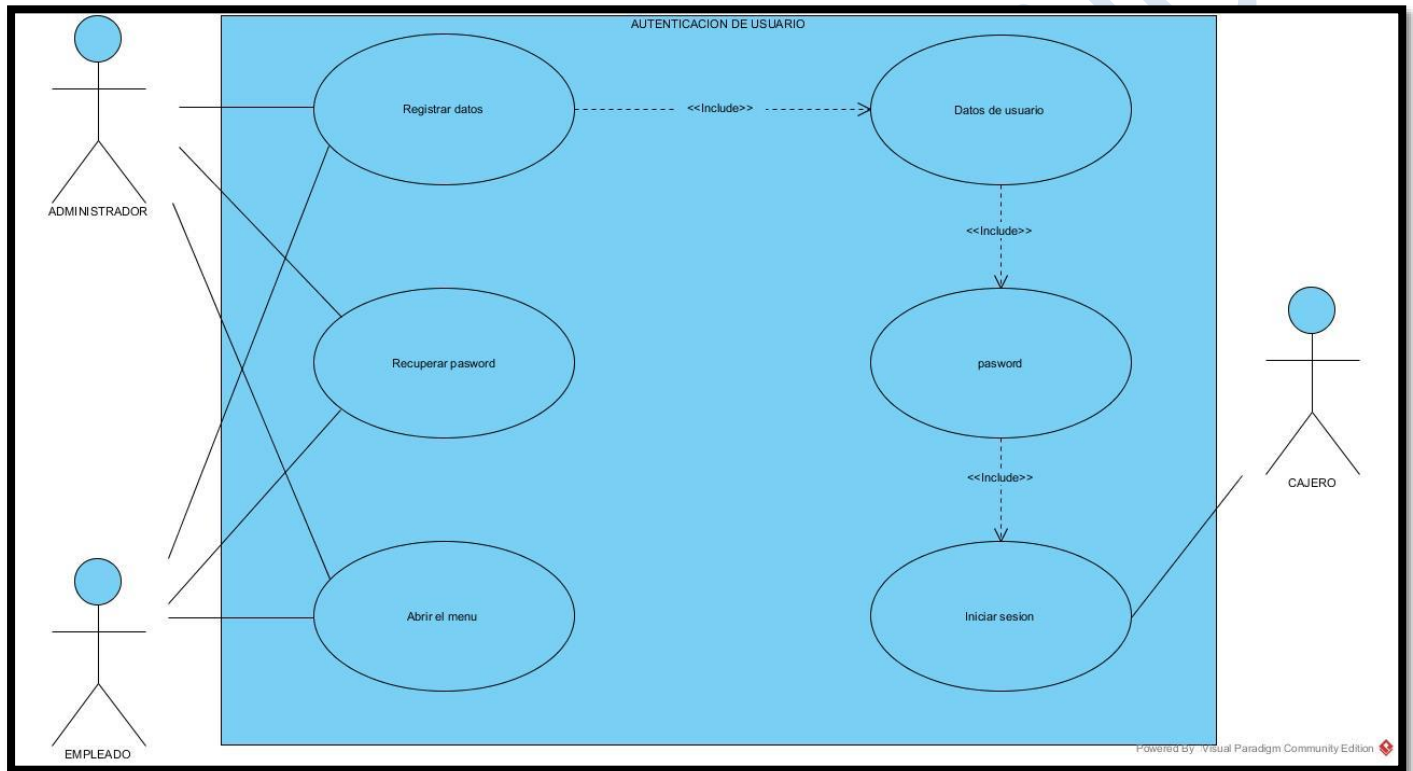 AUTENTICACION DE USUARIO
Registrar datos
<<Include>>
Datos de usuario
ADMINISTRADOR
<<Include>>
Recuperar pasword
pasword
CAJERO
<<Include>>
Abrir el menu
Iniciar sesion
EMPLEADO
Powered By Visual Paradigm Community Edition